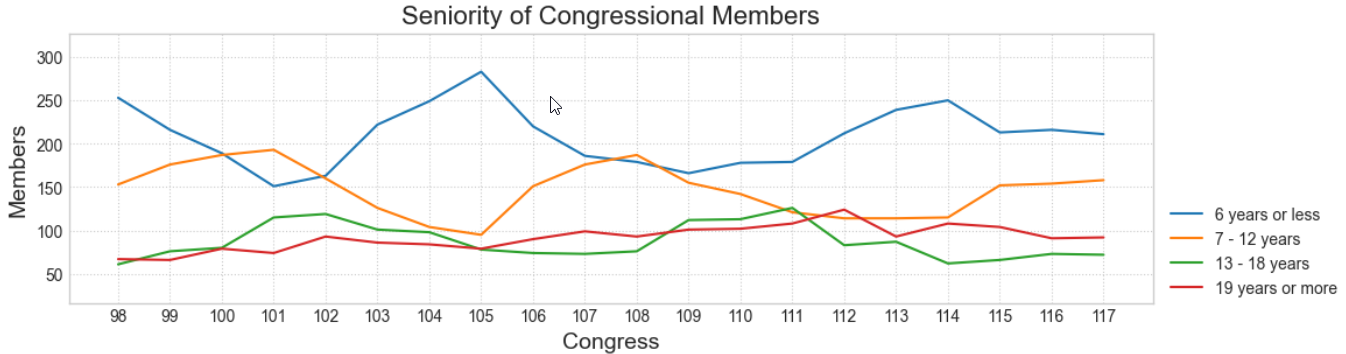 Seniority of Congressional Members
Members
300
250
200
150
100
50
98 99 100 101 102 103 104 105 106 107 108 109 110 111 112 113 114 115 116 117
Congress
6 years or less
7 - 12 years
13 - 18 years
19 years or more